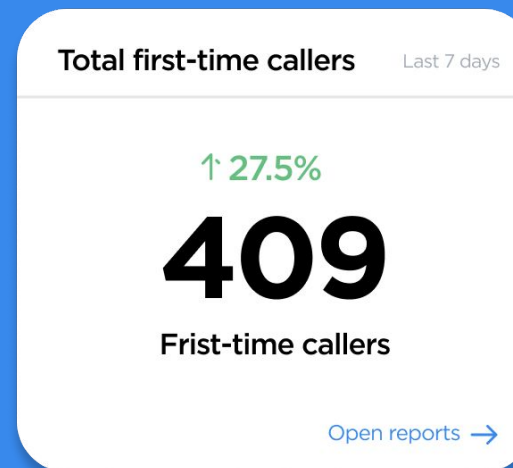 Total first-time callers Last 7 days
↑ 27.5%
409
Frist-time callers
Open reports →